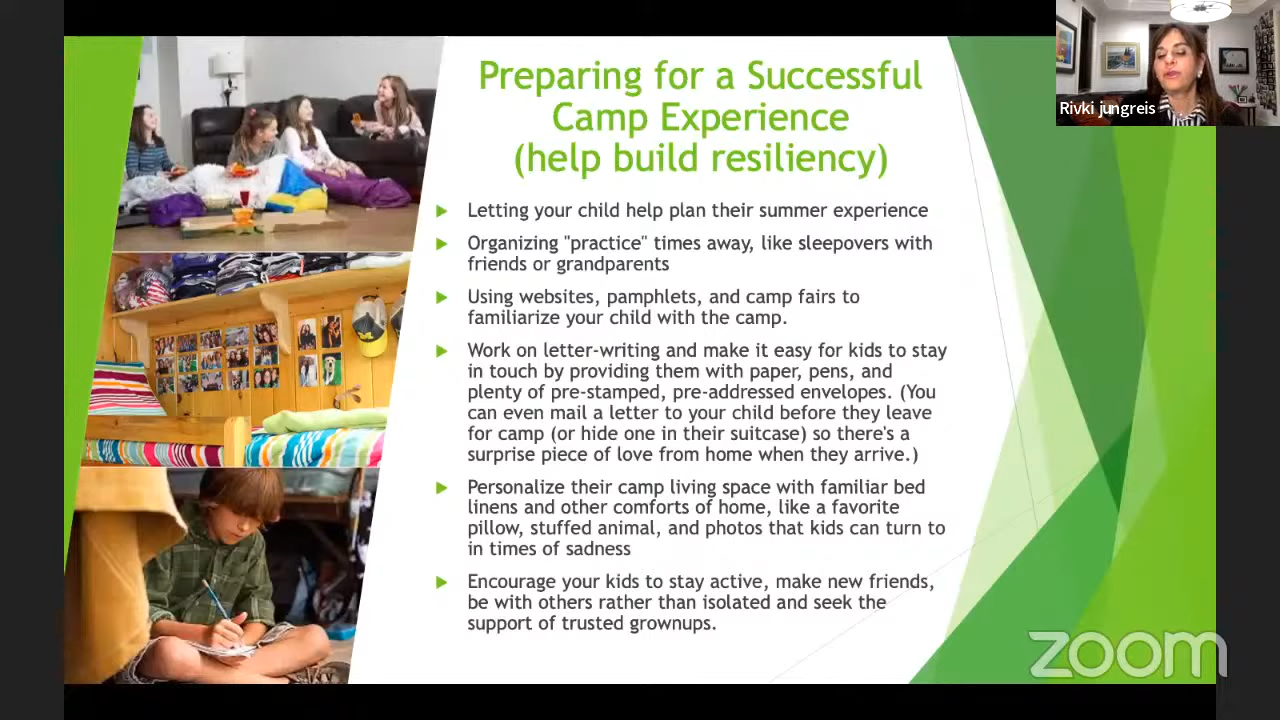 Preparing for a Successful
Camp Experience
(help build resiliency)
Letting your child help plan their summer experience
Organizing "practice" times away, like sleepovers with
friends or grandparents
Using websites, pamphlets, and camp fairs to
familiarize your child with the camp.
Work on letter-writing and make it easy for kids to stay
in touch by providing them with paper, pens, and
plenty of pre-stamped, pre-addressed envelopes. (You
can even mail a letter to your child before they leave
for camp (or hide one in their suitcase) so there's a
surprise piece of love from home when they arrive.)
Personalize their camp living space with familiar bed
linens and other comforts of home, like a favorite
pillow, stuffed animal, and photos that kids can turn to
in times of sadness
Encourage your kids to stay active, make new friends,
be with others rather than isolated and seek the
support of trusted grownups.
Rivki jungreis
zoom